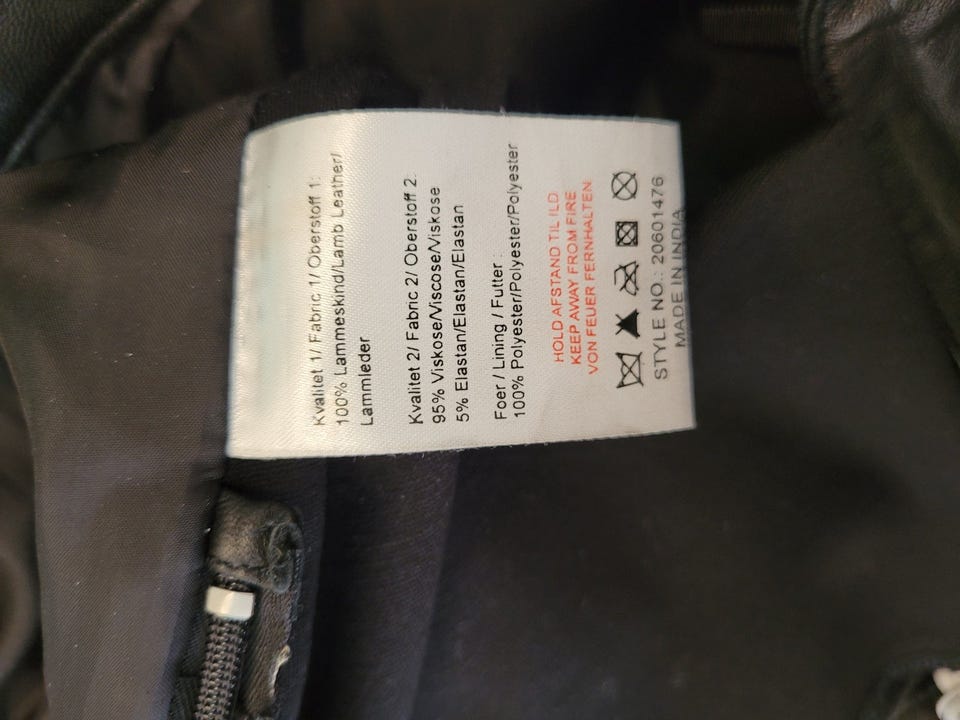 Kvalitet 1/ Fabric 1/ Oberstoff 1:
100% Lammeskind/Lamb Leather/
Lammleder
Kvalitet 2/ Fabric 2/ Oberstoff 2:
95% Viskose/Viscose/Viskose
5% Elastan/Elastan/Elastan
Foer / Lining / Futter :
100% Polyester/Polyester/Polyester
HOLD AFSTAND TIL ILD
KEEP AWAY FROM FIRE
VON FEUER FERNHALTEN
STYLE NO.: 20601476
MADE IN INDIA